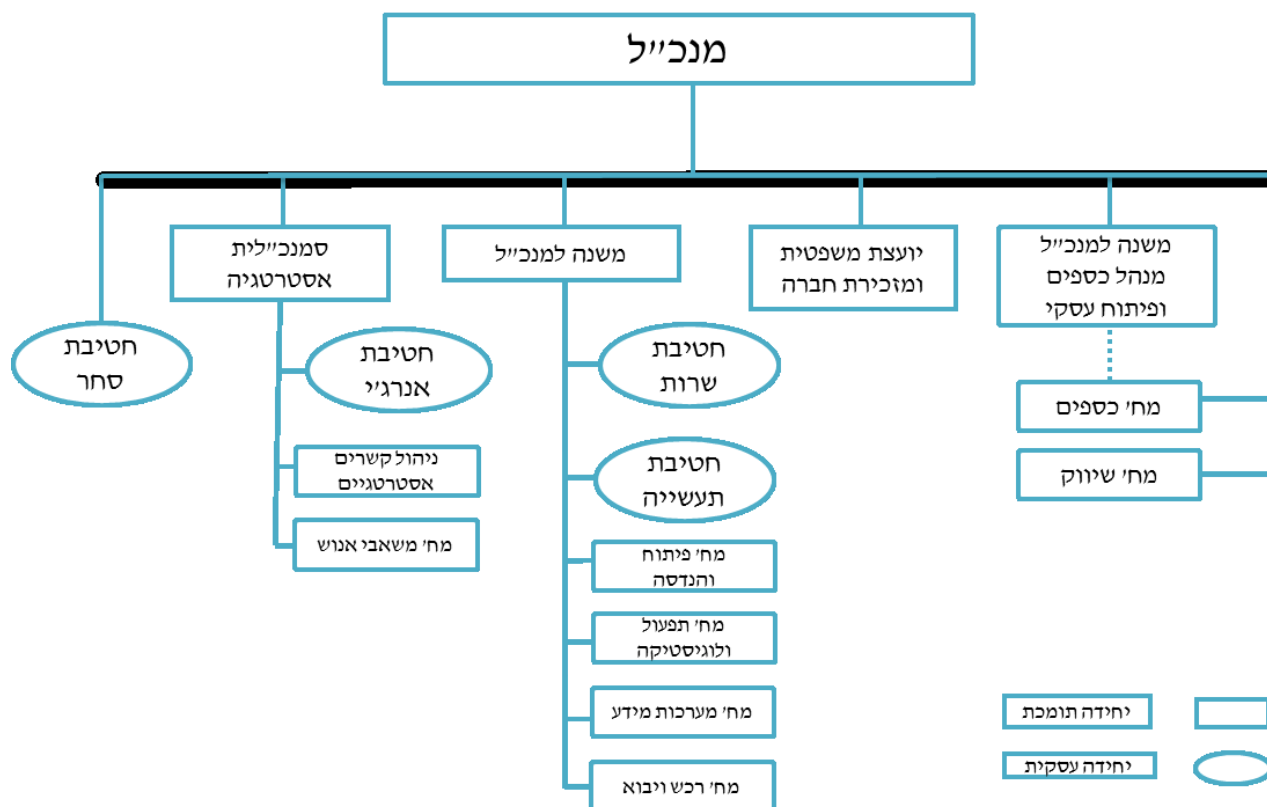 מנכ״ל
משנה למנכ״ל
מנהל כספים
ופיתוח עסקי
מח׳ כספים
מח׳ שיווק
יועצת משפטית
ומזכירת חברה
משנה למנכ״ל
חטיבת
שרות
חטיבת
תעשייה
מח׳ פיתוח
והנדסה
מח׳ תפעול
ולוגיסטיקה
מח׳ מערכות מידע
מח׳ רכש ויבוא
סמנכ״לית
אסטרטגיה
חטיבת
אנרג׳י
ניהול קשרים
אסטרטגיים
מח׳ משאבי אנוש
חטיבת
סחר
יחידה תומכת
יחידה עסקית